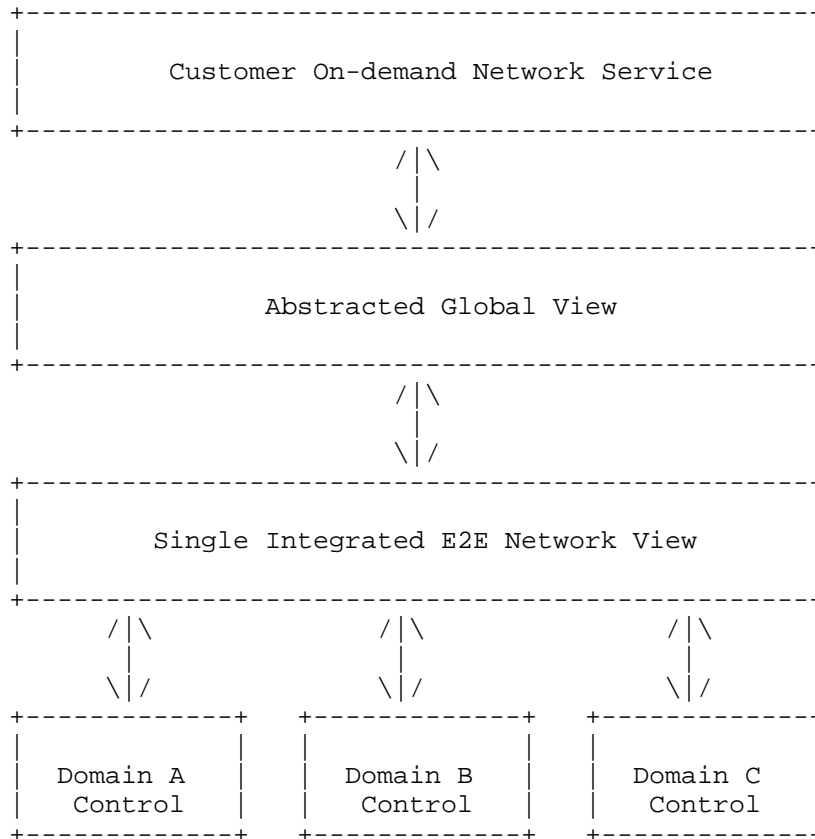 Customer On-demand Network Service
Abstracted Global View
Single Integrated E2E Network View
Domain A Domain B Domain C
Control Control Control